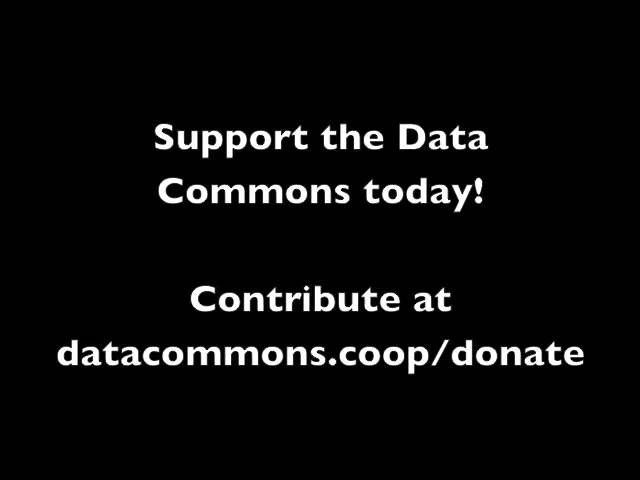 Support the Data
Commons today!
Contribute at
datacommons.coop/donate